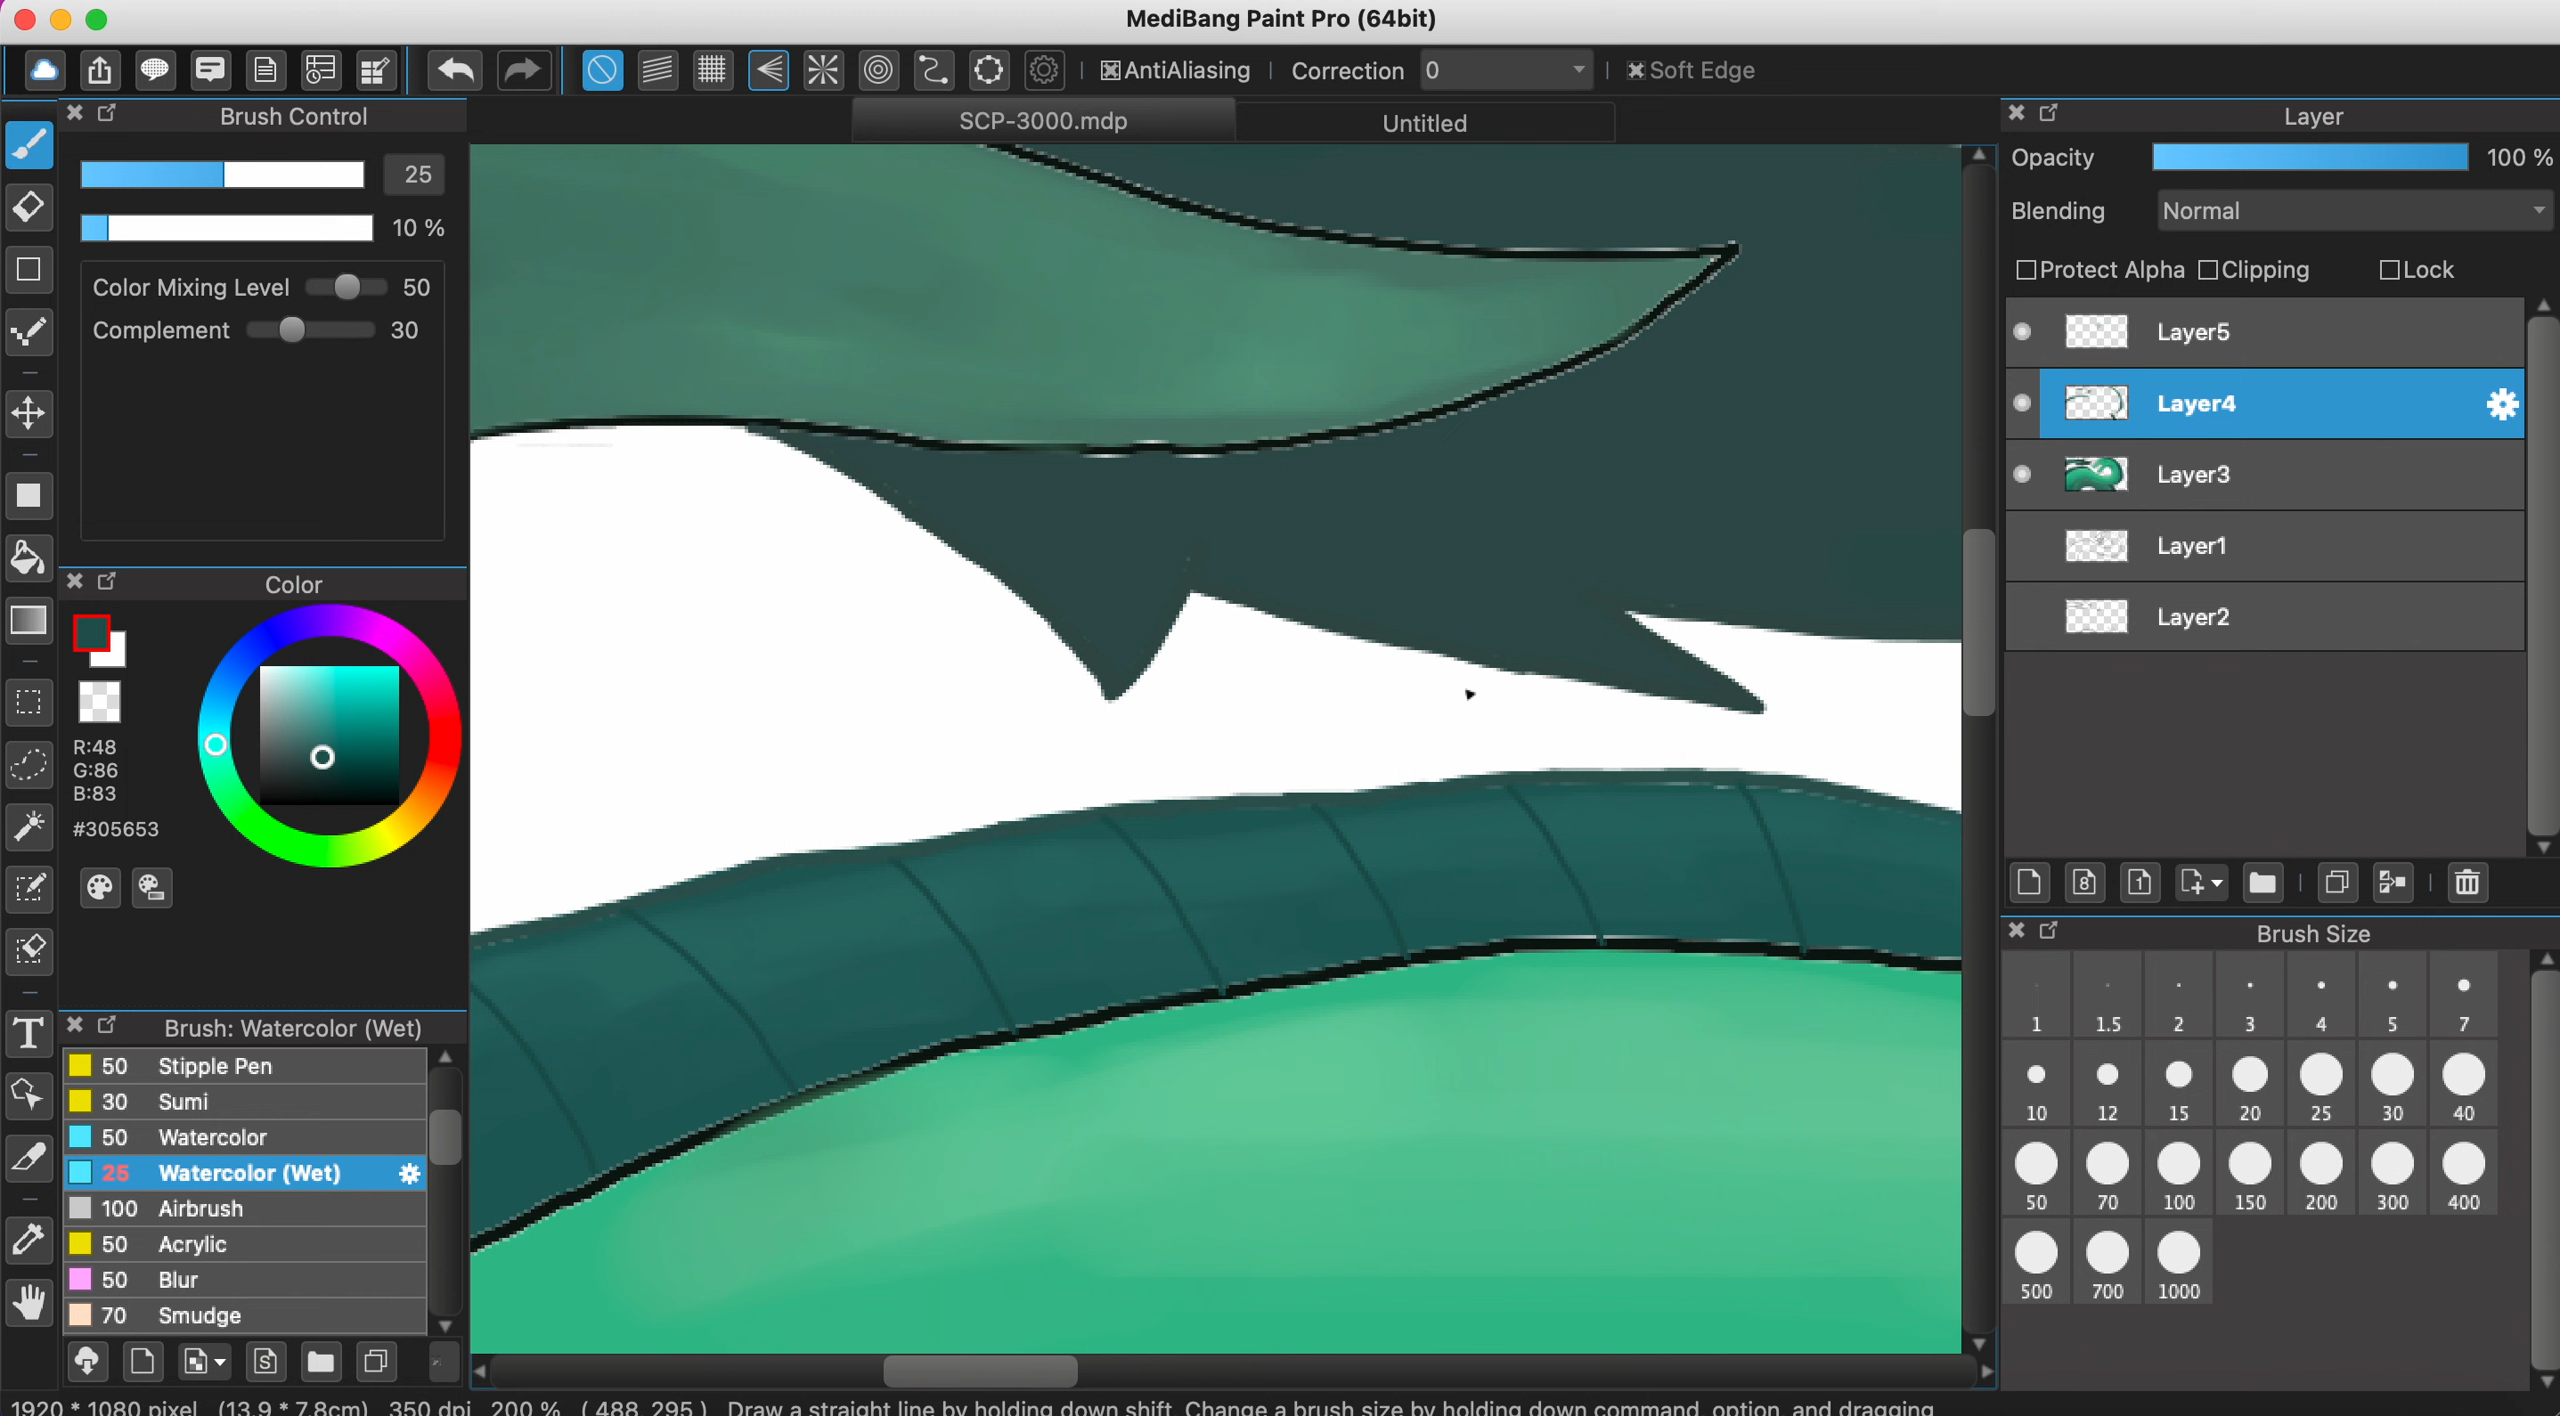 MediBang Paint Pro (64bit)
AntiAliasing
Correction 0
Soft Edge
Brush Control
SCP-3000.mdp
Untitled
Layer
25
10 %
Color Mixing Level 50
Complement 30
Opacity 100 %
Blending Normal
Protect Alpha Clipping Lock
Layer5
Layer4
Layer3
Layer1
Layer2
8
1
Color
R:48
G:86
B:83
#305653
T
Brush: Watercolor (Wet)
50 Stipple Pen
30 Sumi
50 Watercolor
25 Watercolor (Wet)
100 Airbrush
50 Acrylic
50 Blur
70 Smudge
S
Brush Size
1 1.5 2 3 4 5 7
10 12 15 20 25 30 40
50 70 100 150 200 300 400
500 700 1000
1920 * 1080 pixel (13.9 * 7.8cm) 350 dpi 200 % ( 488, 295 ) Draw a straight line by holding down shift, Change a brush size by holding down command, option, and dragging